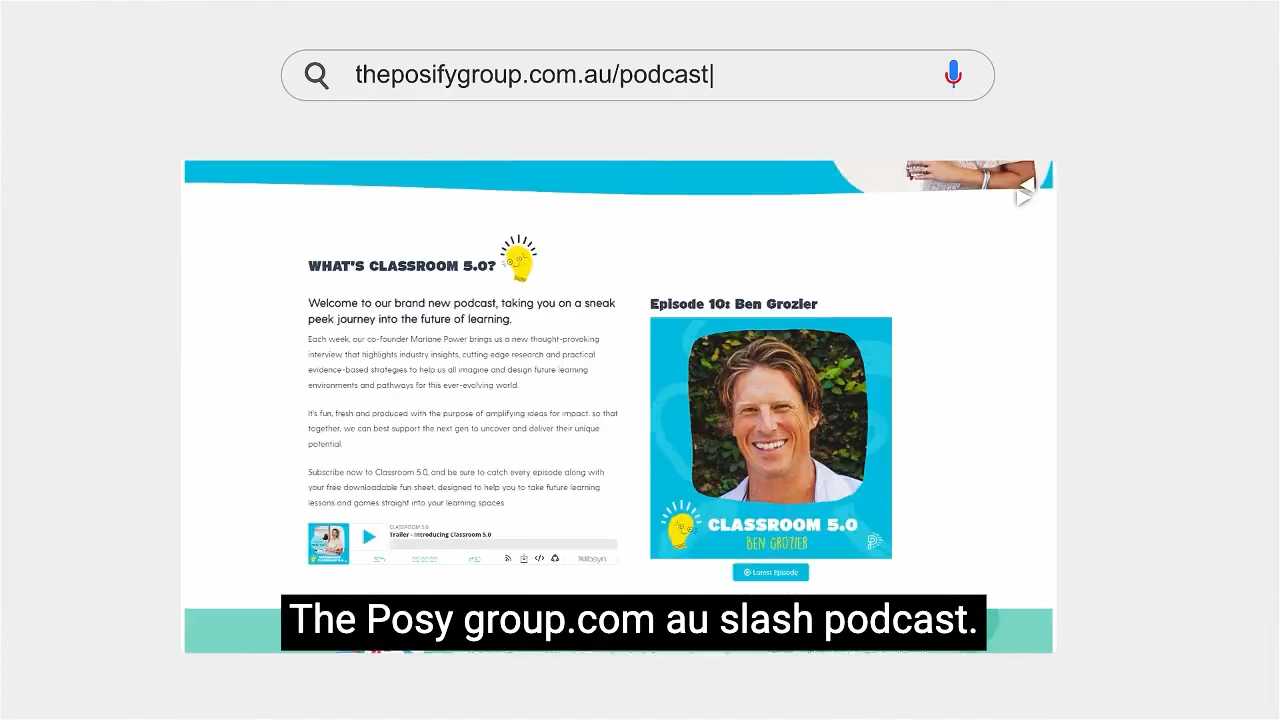 theposifygroup.com.au/podcast
WHAT'S CLASSROOM 5.0?
Welcome to our brand new podcast, taking you on a sneak
peek journey into the future of learning.
Each week, our co-founder Mariane Power brings us a new thought-provoking
interview that highlights industry insights, cutting edge research and practical
evidence-based strategies to help us all imagine and design future learning
environments and pathways for this ever-evolving world.
It's fun, fresh and produced with the purpose of amplifying ideas for impact, so that
together, we can best support the next gen to uncover and deliver their unique
potential.
Subscribe now to Classroom 5.0, and be sure to catch every episode along with
your free downloadable fun sheet, designed to help you to take future learning
lessons and games straight into your learning spaces
CLASSROOM 5.0
Trailer - Introducing Classroom 5.0
00:00:00
libsyn
Episode 10: Ben Grozier
CLASSROOM 5.0
BEN GROZIER
Latest Episode
The Posy group.com au slash podcast.